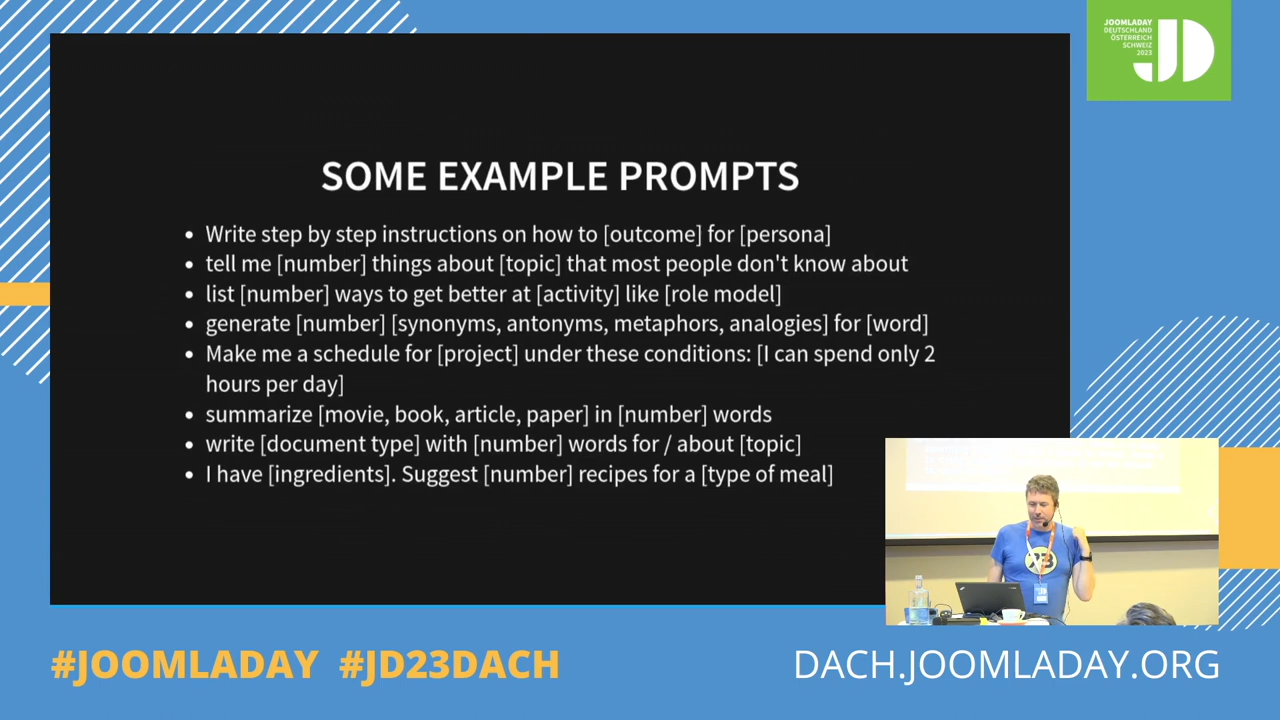 JOOMLADAY
DEUTSCHLAND
ÖSTERREICH
SCHWEIZ
2023
JD
SOME EXAMPLE PROMPTS
• Write step by step instructions on how to [outcome] for [persona]
• tell me [number] things about [topic] that most people don't know about
• list [number] ways to get better at [activity] like [role model]
• generate [number] [synonyms, antonyms, metaphors, analogies] for [word]
• Make me a schedule for [project] under these conditions: [I can spend only 2
hours per day]
• summarize [movie, book, article, paper] in [number] words
• write [document type] with [number] words for / about [topic]
• I have [ingredients]. Suggest [number] recipes for a [type of meal]
#JOOMLADAY #JD23DACH
DACH.JOOMLADAY.ORG